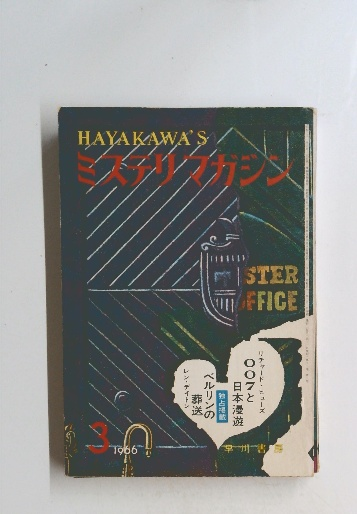 HAYAKAWA'S
ミステリマガジン
STER
OFFICE
リチャード・ヒューズ
007と
日本漫遊
独占掲載
ベルリンの
葬送
レン・デイトン
3
1966
早川書房